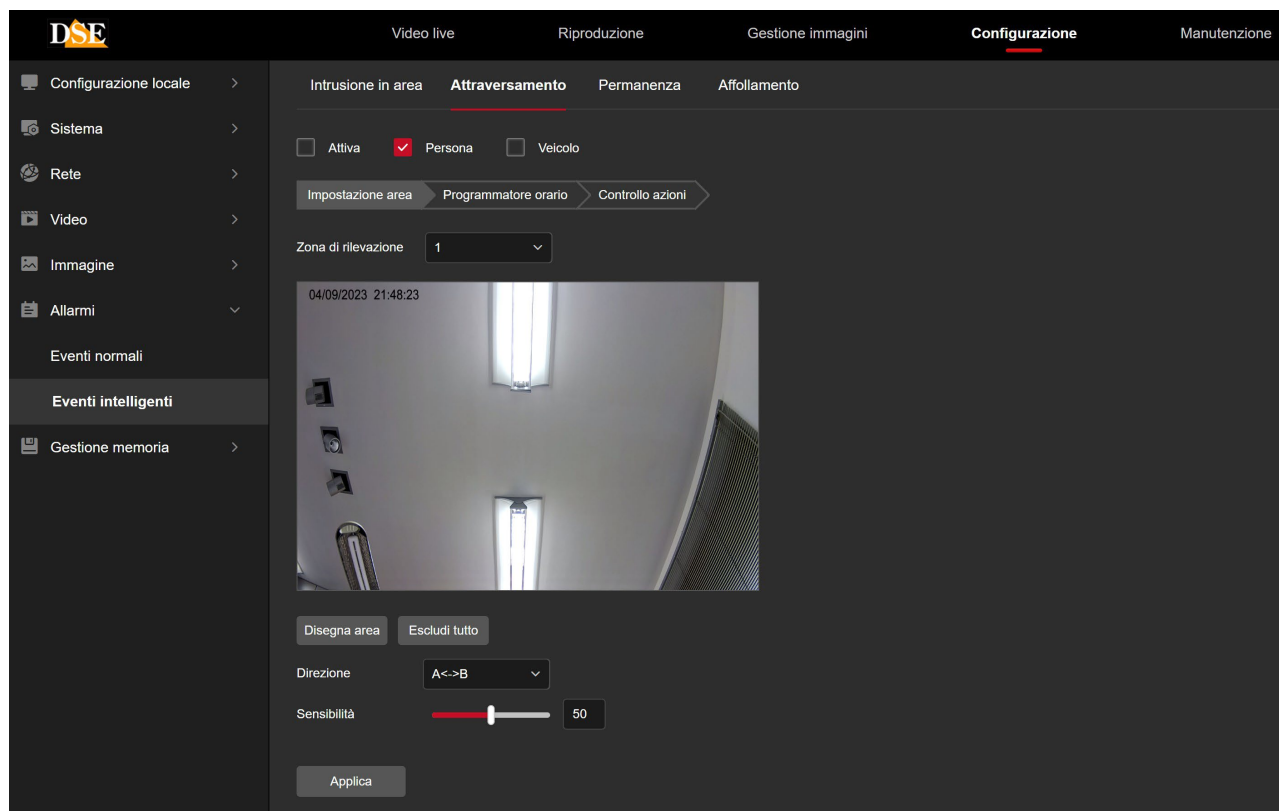 DSE
Video live Riproduzione Gestione immagini Configurazione Manutenzione
Configurazione locale
Sistema
Rete
Video
Immagine
Allarmi
Eventi normali
Eventi intelligenti
Gestione memoria
Intrusione in area Attraversamento Permanenza Affollamento
Attiva Persona Veicolo
Impostazione area Programmatore orario Controllo azioni
Zona di rilevazione 1
04/09/2023 21:48:23
Disegna area Escludi tutto
Direzione A<->B
Sensibilità 50
Applica